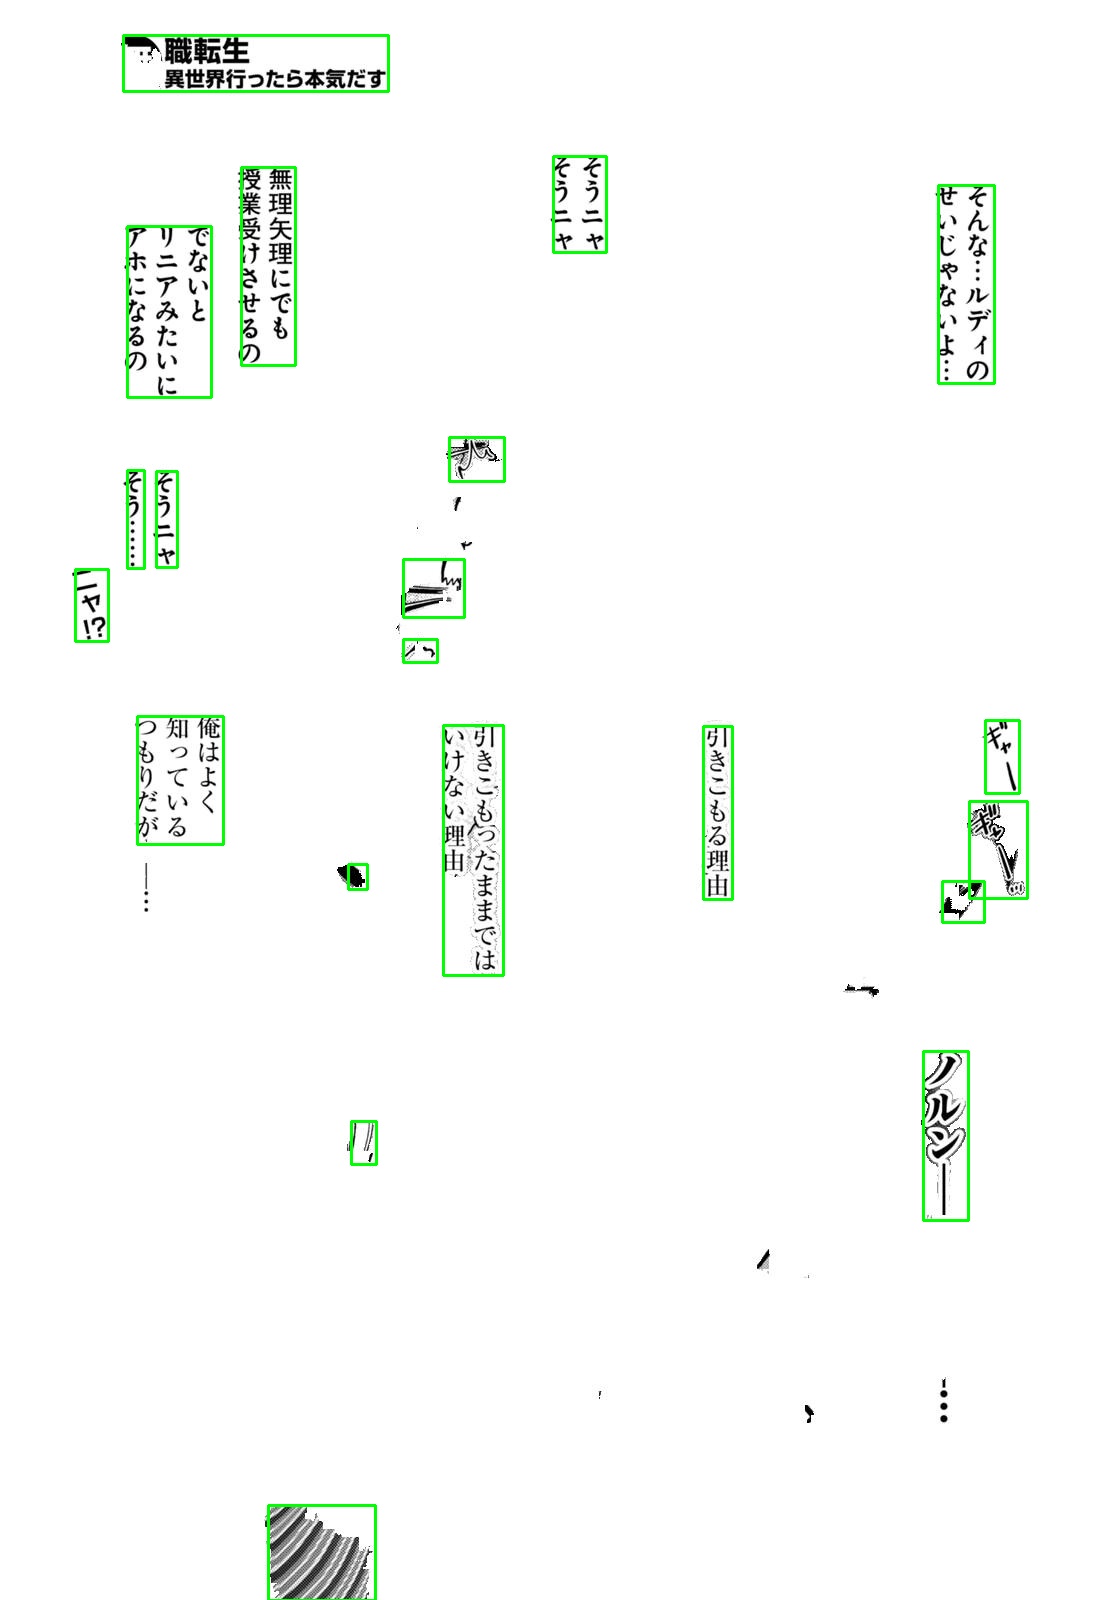 職転生
異世界行ったら本気だす
そんな…ルディの
せいじゃないよ…
そうニャ
そうニャ
無理矢理にでも
授業受けさせるの
でないと
リニアみたいに
アホになるの
そうニャ
そう……
ニャ!?
ギャー
ギャー
引きこもる理由
引きこもったままでは
いけない理由
俺はよく
知っている
つもりだが
―…
ノルン―
…